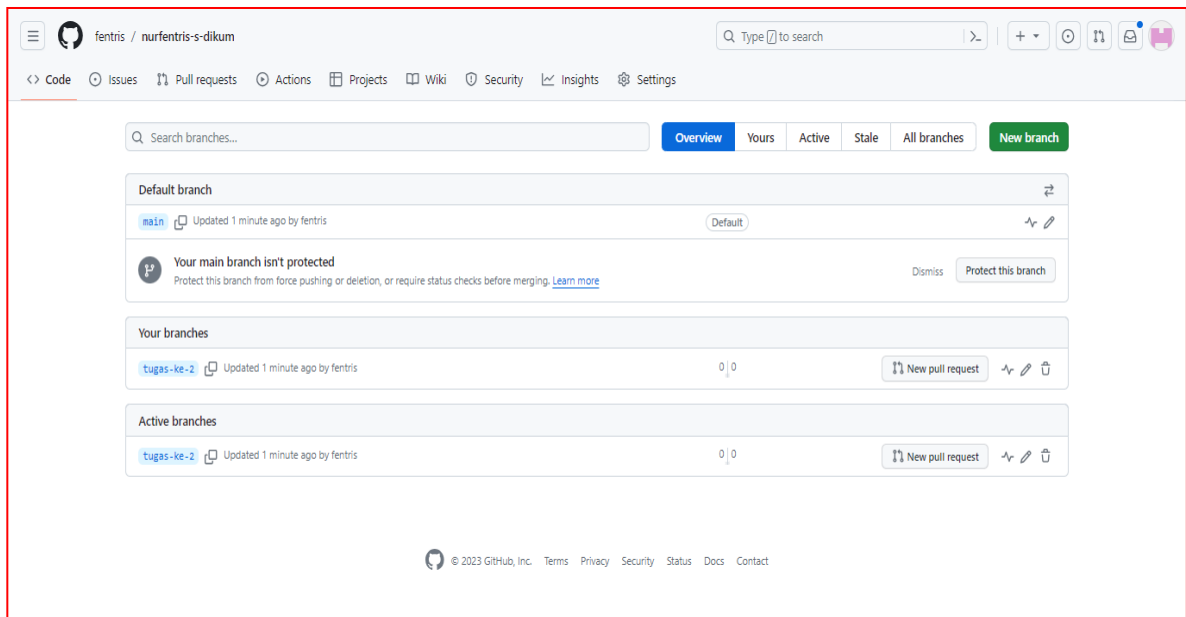 fentris / nurfentris-s-dikum
Type / to search
Code Issues Pull requests Actions Projects Wiki Security Insights Settings
Search branches...
Overview Yours Active Stale All branches New branch
Default branch
main Updated 1 minute ago by fentris Default
Your main branch isn't protected
Protect this branch from force pushing or deletion, or require status checks before merging. Learn more
Dismiss Protect this branch
Your branches
tugas-ke-2 Updated 1 minute ago by fentris 0 0 New pull request
Active branches
tugas-ke-2 Updated 1 minute ago by fentris 0 0 New pull request
© 2023 GitHub, Inc. Terms Privacy Security Status Docs Contact